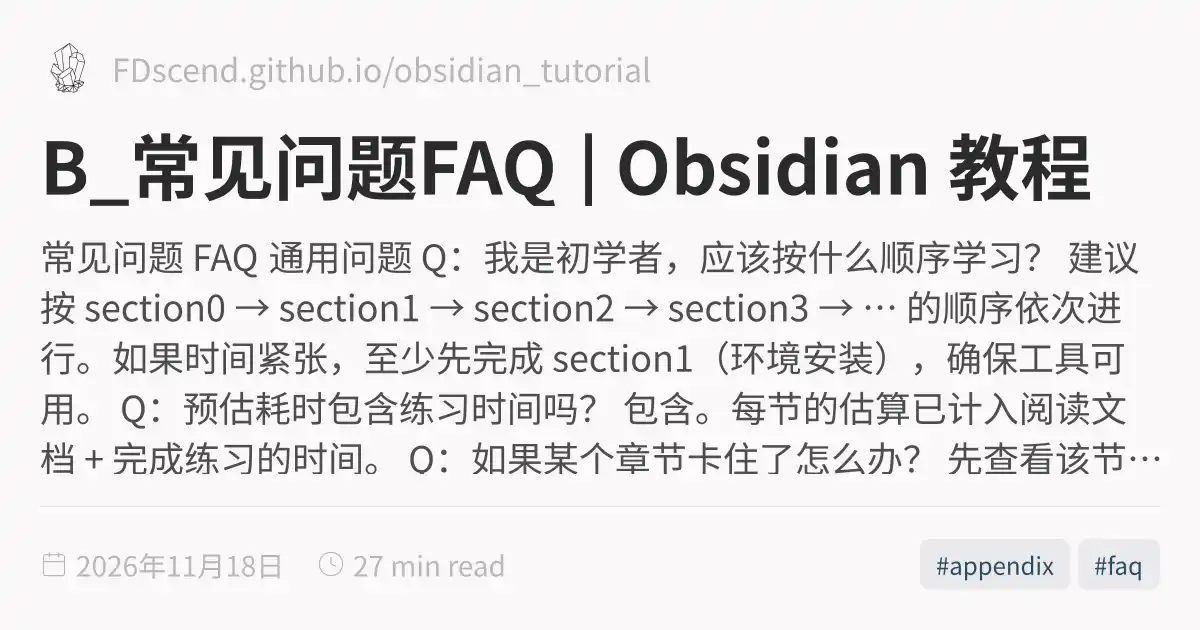 FDscend.github.io/obsidian_tutorial
B_常见问题FAQ | Obsidian 教程
常见问题 FAQ 通用问题 Q：我是初学者，应该按什么顺序学习？ 建议
按 section0 → section1 → section2 → section3 → … 的顺序依次进
行。如果时间紧张，至少先完成 section1（环境安装），确保工具可
用。 Q：预估耗时包含练习时间吗？ 包含。每节的估算已计入阅读文
档 + 完成练习的时间。 Q：如果某个章节卡住了怎么办？ 先查看该节…
2026年11月18日
27 min read
#appendix
#faq